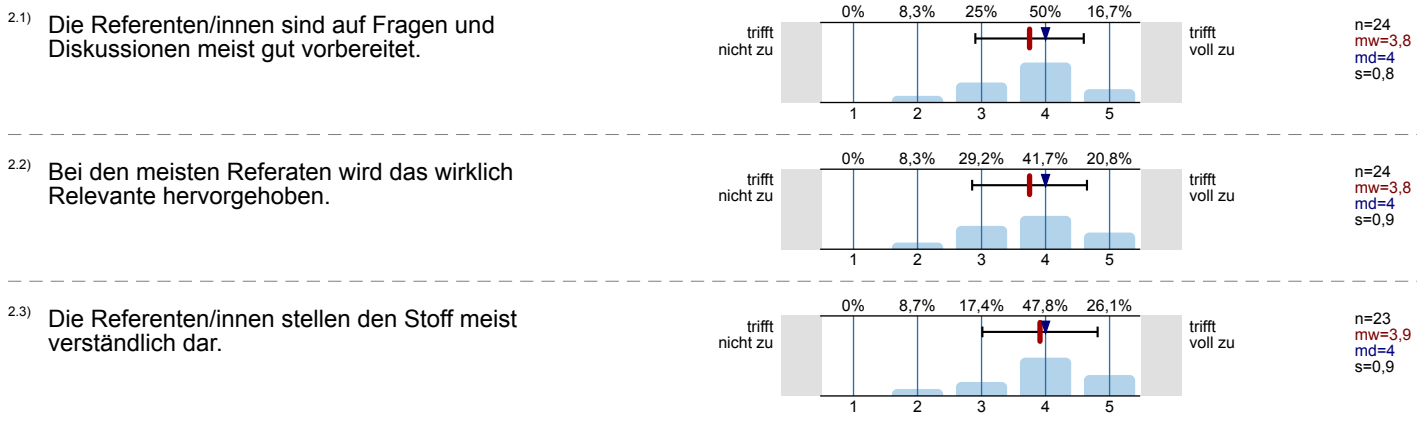 2.1) Die Referenten/innen sind auf Fragen und
Diskussionen meist gut vorbereitet.
trifft
nicht zu
0% 8,3% 25% 50% 16,7%
1 2 3 4 5
trifft
voll zu
n=24
mw=3,8
md=4
s=0,8
2.2) Bei den meisten Referaten wird das wirklich
Relevante hervorgehoben.
trifft
nicht zu
0% 8,3% 29,2% 41,7% 20,8%
1 2 3 4 5
trifft
voll zu
n=24
mw=3,8
md=4
s=0,9
2.3) Die Referenten/innen stellen den Stoff meist
verständlich dar.
trifft
nicht zu
0% 8,7% 17,4% 47,8% 26,1%
1 2 3 4 5
trifft
voll zu
n=23
mw=3,9
md=4
s=0,9